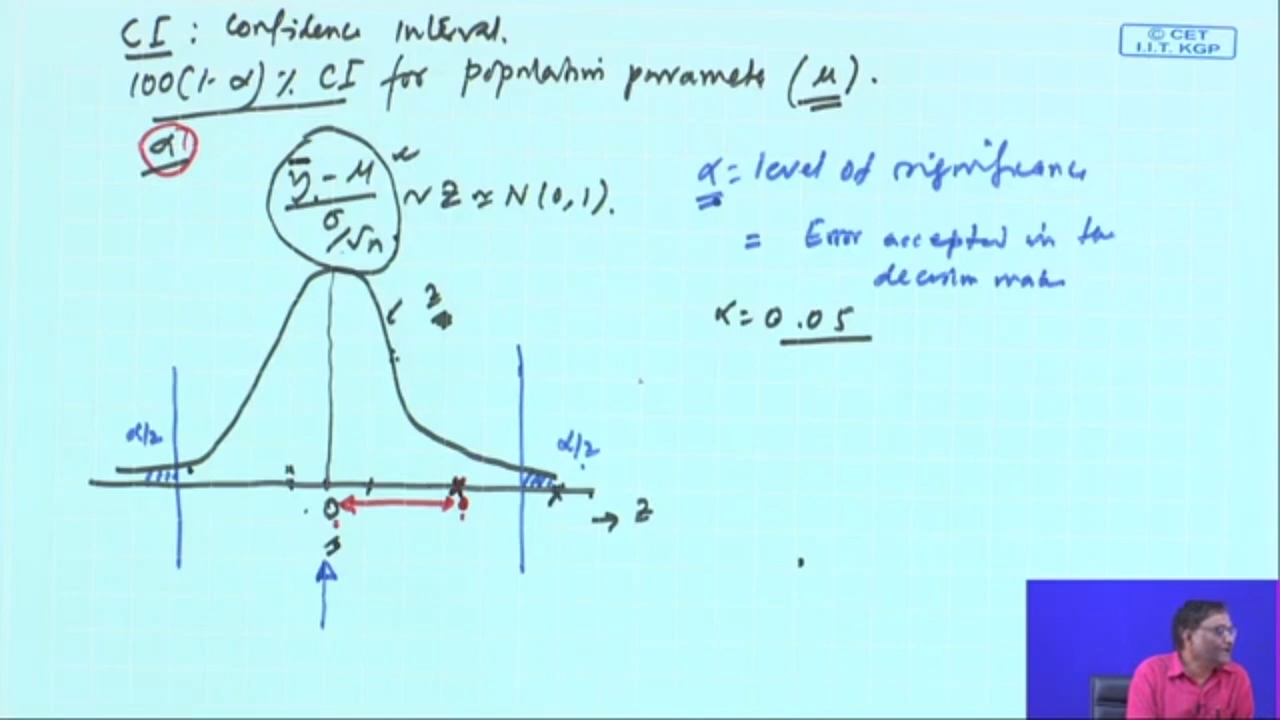 CI : Confidence interval.
© CET
I.I.T. KGP
100(1-α) % CI for population parameter (μ).
α
ȳ - μ
σ/√n
~ Z ≃ N(0,1).
α = level of significance
= Error accepted in the
decision
α = 0.05
z
α/2
α/2
0
→ Z